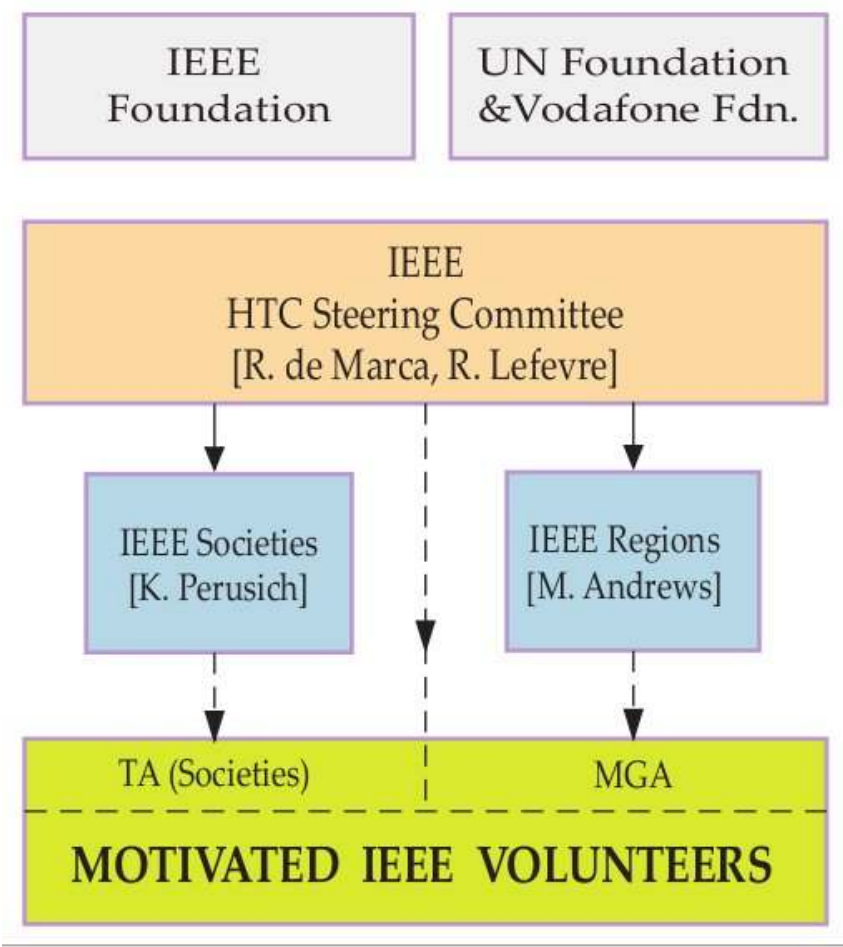 IEEE
Foundation
UN Foundation
&Vodafone Fdn.
IEEE
HTC Steering Committee
[R. de Marca, R. Lefevre]
IEEE Societies
[K. Perusich]
IEEE Regions
[M. Andrews]
TA (Societies)
MGA
MOTIVATED IEEE VOLUNTEERS